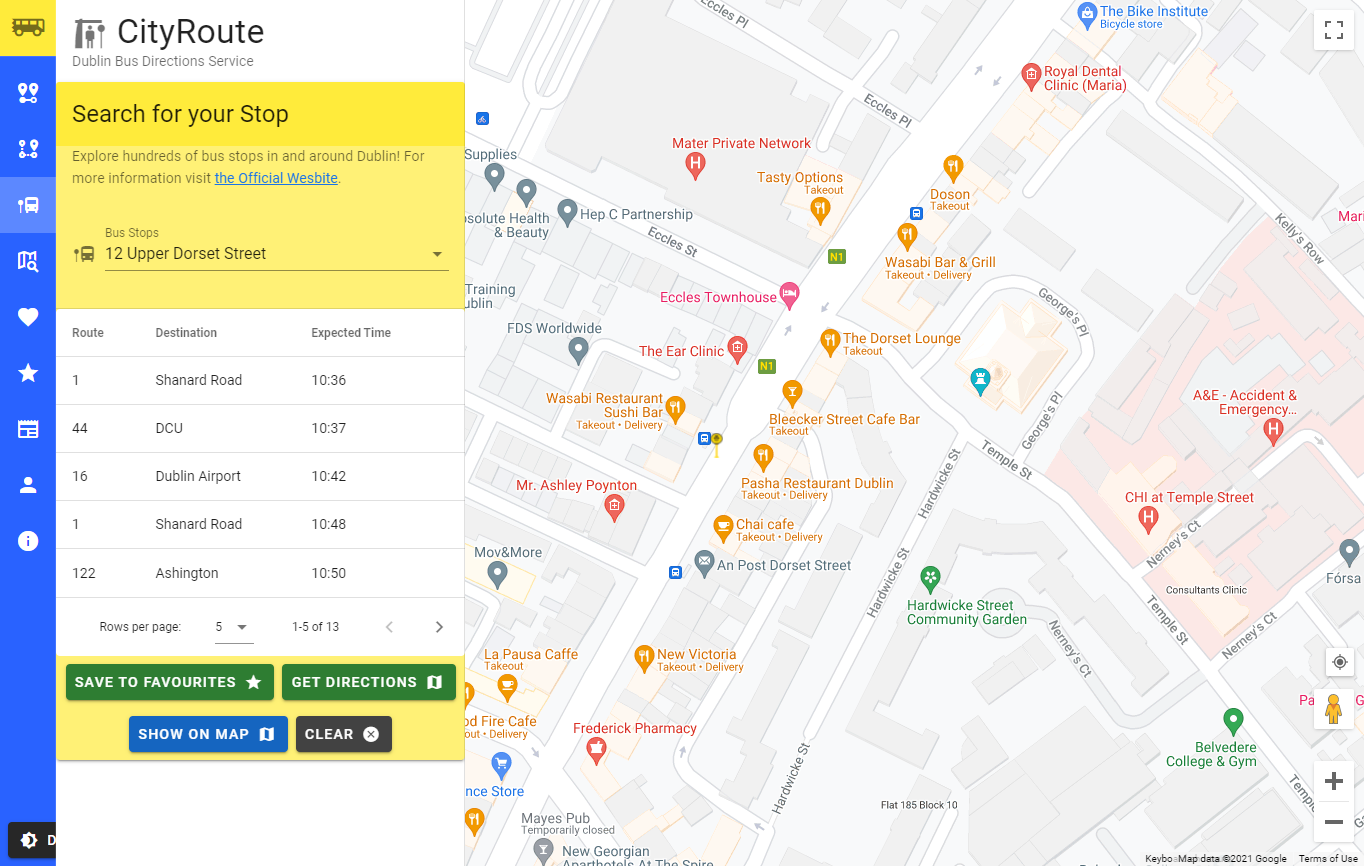 CityRoute
Dublin Bus Directions Service
Search for your Stop
Explore hundreds of bus stops in and around Dublin! For
more information visit the Official Wesbite.
Bus Stops
12 Upper Dorset Street
Route Destination Expected Time
1 Shanard Road 10:36
44 DCU 10:37
16 Dublin Airport 10:42
1 Shanard Road 10:48
122 Ashington 10:50
Rows per page: 5 1-5 of 13
SAVE TO FAVOURITES
GET DIRECTIONS
SHOW ON MAP
CLEAR
D
Eccles Pl
The Bike Institute
Bicycle store
Royal Dental
Clinic (Maria)
Eccles Pl
Mater Private Network
Supplies
Tasty Options
Takeout
Doson
Takeout
Hep C Partnership
solute Health
& Beauty
Eccles St
Kelly's Row
Mari
N1
Wasabi Bar & Grill
Takeout • Delivery
Training
ublin
Eccles Townhouse
George's Pl
FDS Worldwide
The Ear Clinic
The Dorset Lounge
Takeout
N1
Wasabi Restaurant
Sushi Bar
Takeout • Delivery
Bleecker Street Cafe Bar
Takeout
George's Pl
A&E - Accident &
Emergency...
Temple St
Hardwicke St
Mr. Ashley Poynton
Pasha Restaurant Dublin
Takeout • Delivery
CHI at Temple Street
Chai cafe
Takeout • Delivery
Nerney's Ct
Mov&More
An Post Dorset Street
Hardwicke St
Fórsa
Consultants Clinic
Hardwicke Street
Community Garden
Temple St
Nerney's Ct
Nerney's Ct
La Pausa Caffe
Takeout
New Victoria
Takeout • Delivery
Pa
G
od Fire Cafe
out • Delivery
Frederick Pharmacy
Belvedere
College & Gym
Hardwicke St
nce Store
Temple
Flat 185 Block 10
Mayes Pub
Temporarily closed
New Georgian
Aparthotels At The Spire
Keybo
Map data ©2021 Google
Terms of Use